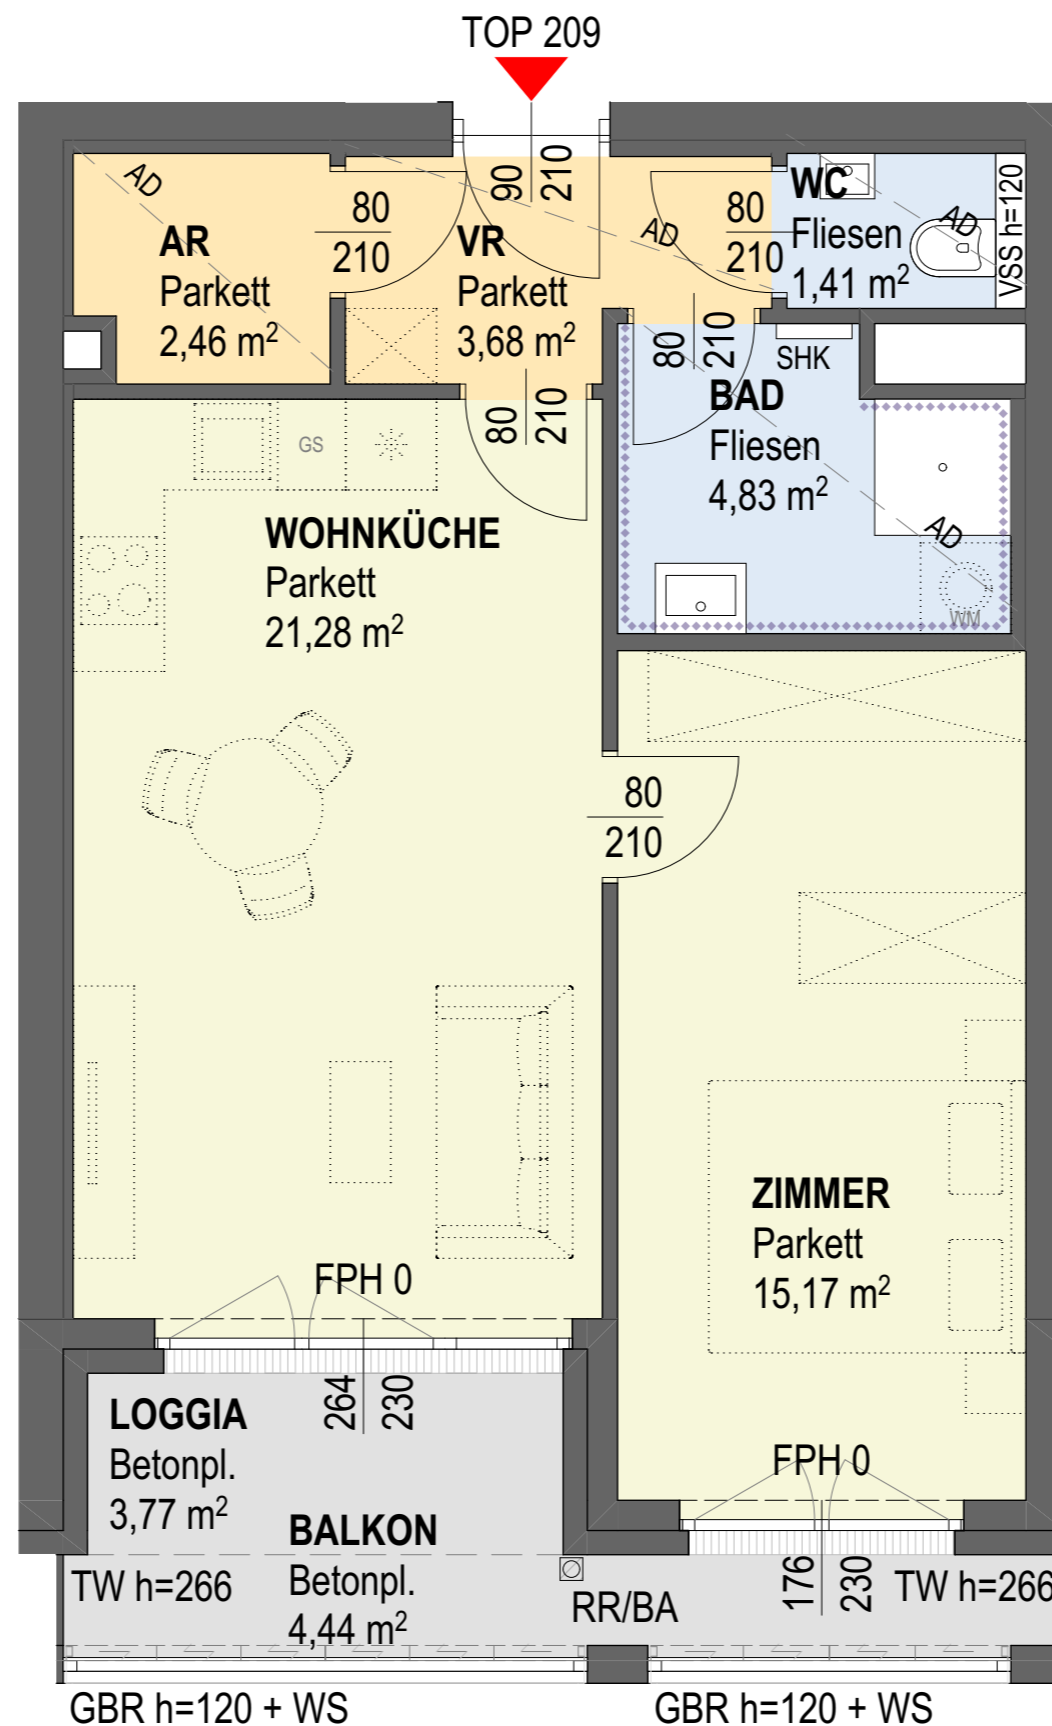 TOP 209
AD
AR
Parkett
2,46 m²
80
210
VR
Parkett
3,68 m²
90
210
AD
80
210
WC
Fliesen
1,41 m²
AD
VSS h=120
80
210
SHK
BAD
Fliesen
4,83 m²
AD
WM
80
210
GS
WOHNKÜCHE
Parkett
21,28 m²
80
210
ZIMMER
Parkett
15,17 m²
FPH 0
264
230
FPH 0
176
230
LOGGIA
Betonpl.
3,77 m²
BALKON
Betonpl.
4,44 m²
TW h=266
RR/BA
TW h=266
GBR h=120 + WS
GBR h=120 + WS